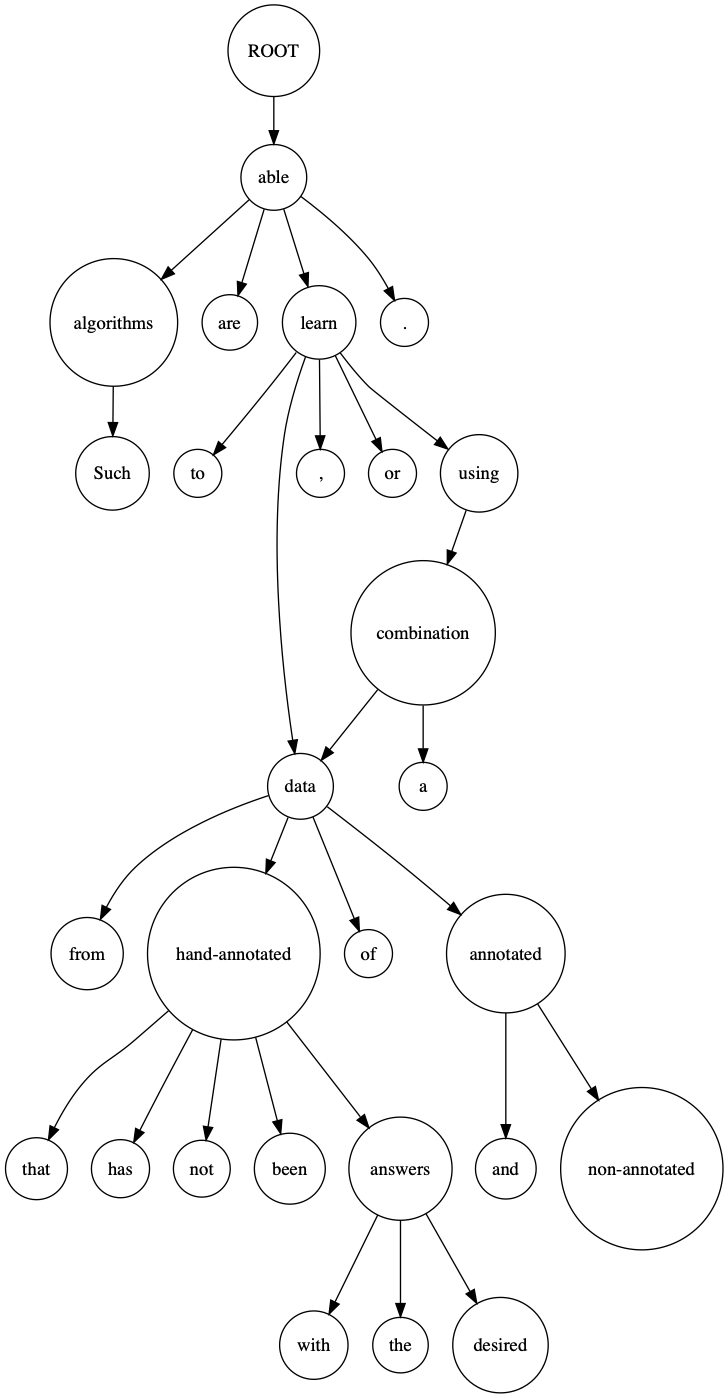 ROOT
able
algorithms
are
learn
.
Such
to
,
or
using
combination
data
a
from
hand-annotated
of
annotated
that
has
not
been
answers
and
non-annotated
with
the
desired